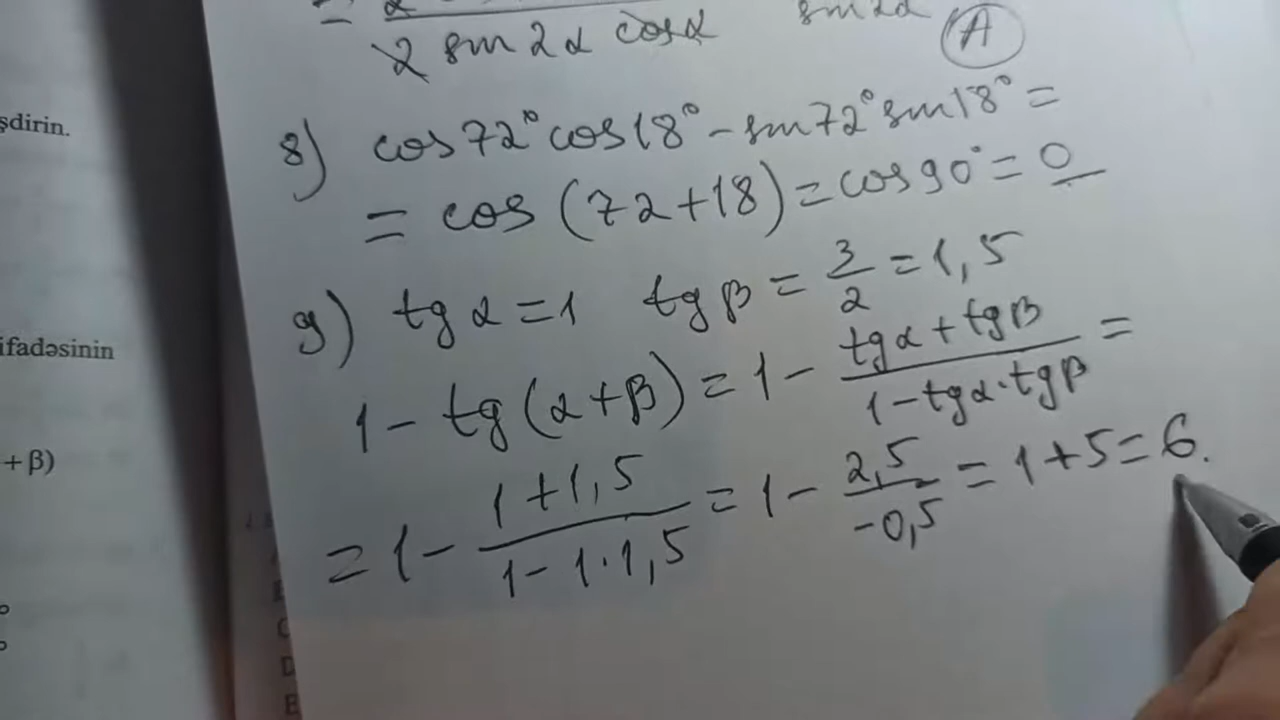 2 sin 2α cosα sin 2α
A
8) cos72° cos18° - sin72° sin18° =
= cos (72+18) = cos 90° = 0
9) tg α = 1 tg β = 3/2 = 1,5
1 - tg (α+β) = 1 - (tgα + tgβ)/(1 - tgα · tgβ) =
= 1 - (1+1,5)/(1 - 1·1,5) = 1 - 2,5/-0,5 = 1+5 = 6.
şdirin.
ifadəsinin
+ β)